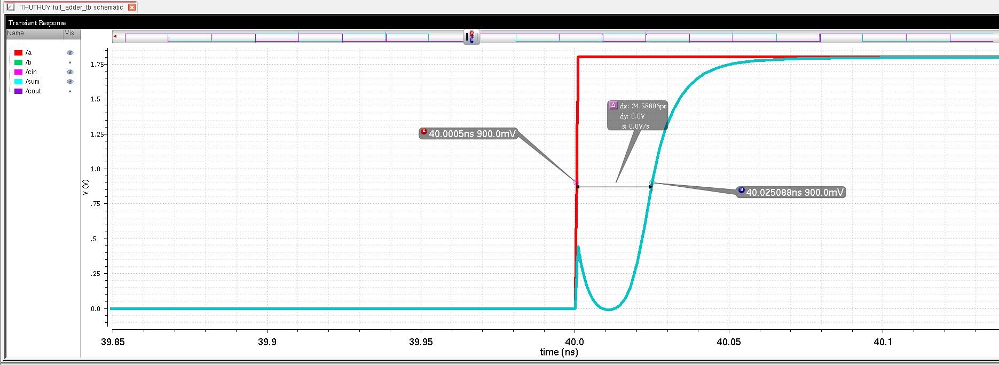 THUTHUY full_adder_tb schematic
Transient Response
Name Vis
/a
/b
/cin
/sum
/cout
V (V)
1.75
1.5
1.25
1.0
.75
.5
.25
0.0
A 40.0005ns 900.0mV
Δ dx: 24.58806ps
dy: 0.0V
s: 0.0V/s
B 40.025088ns 900.0mV
39.85 39.9 39.95 40.0 40.05 40.1
time (ns)